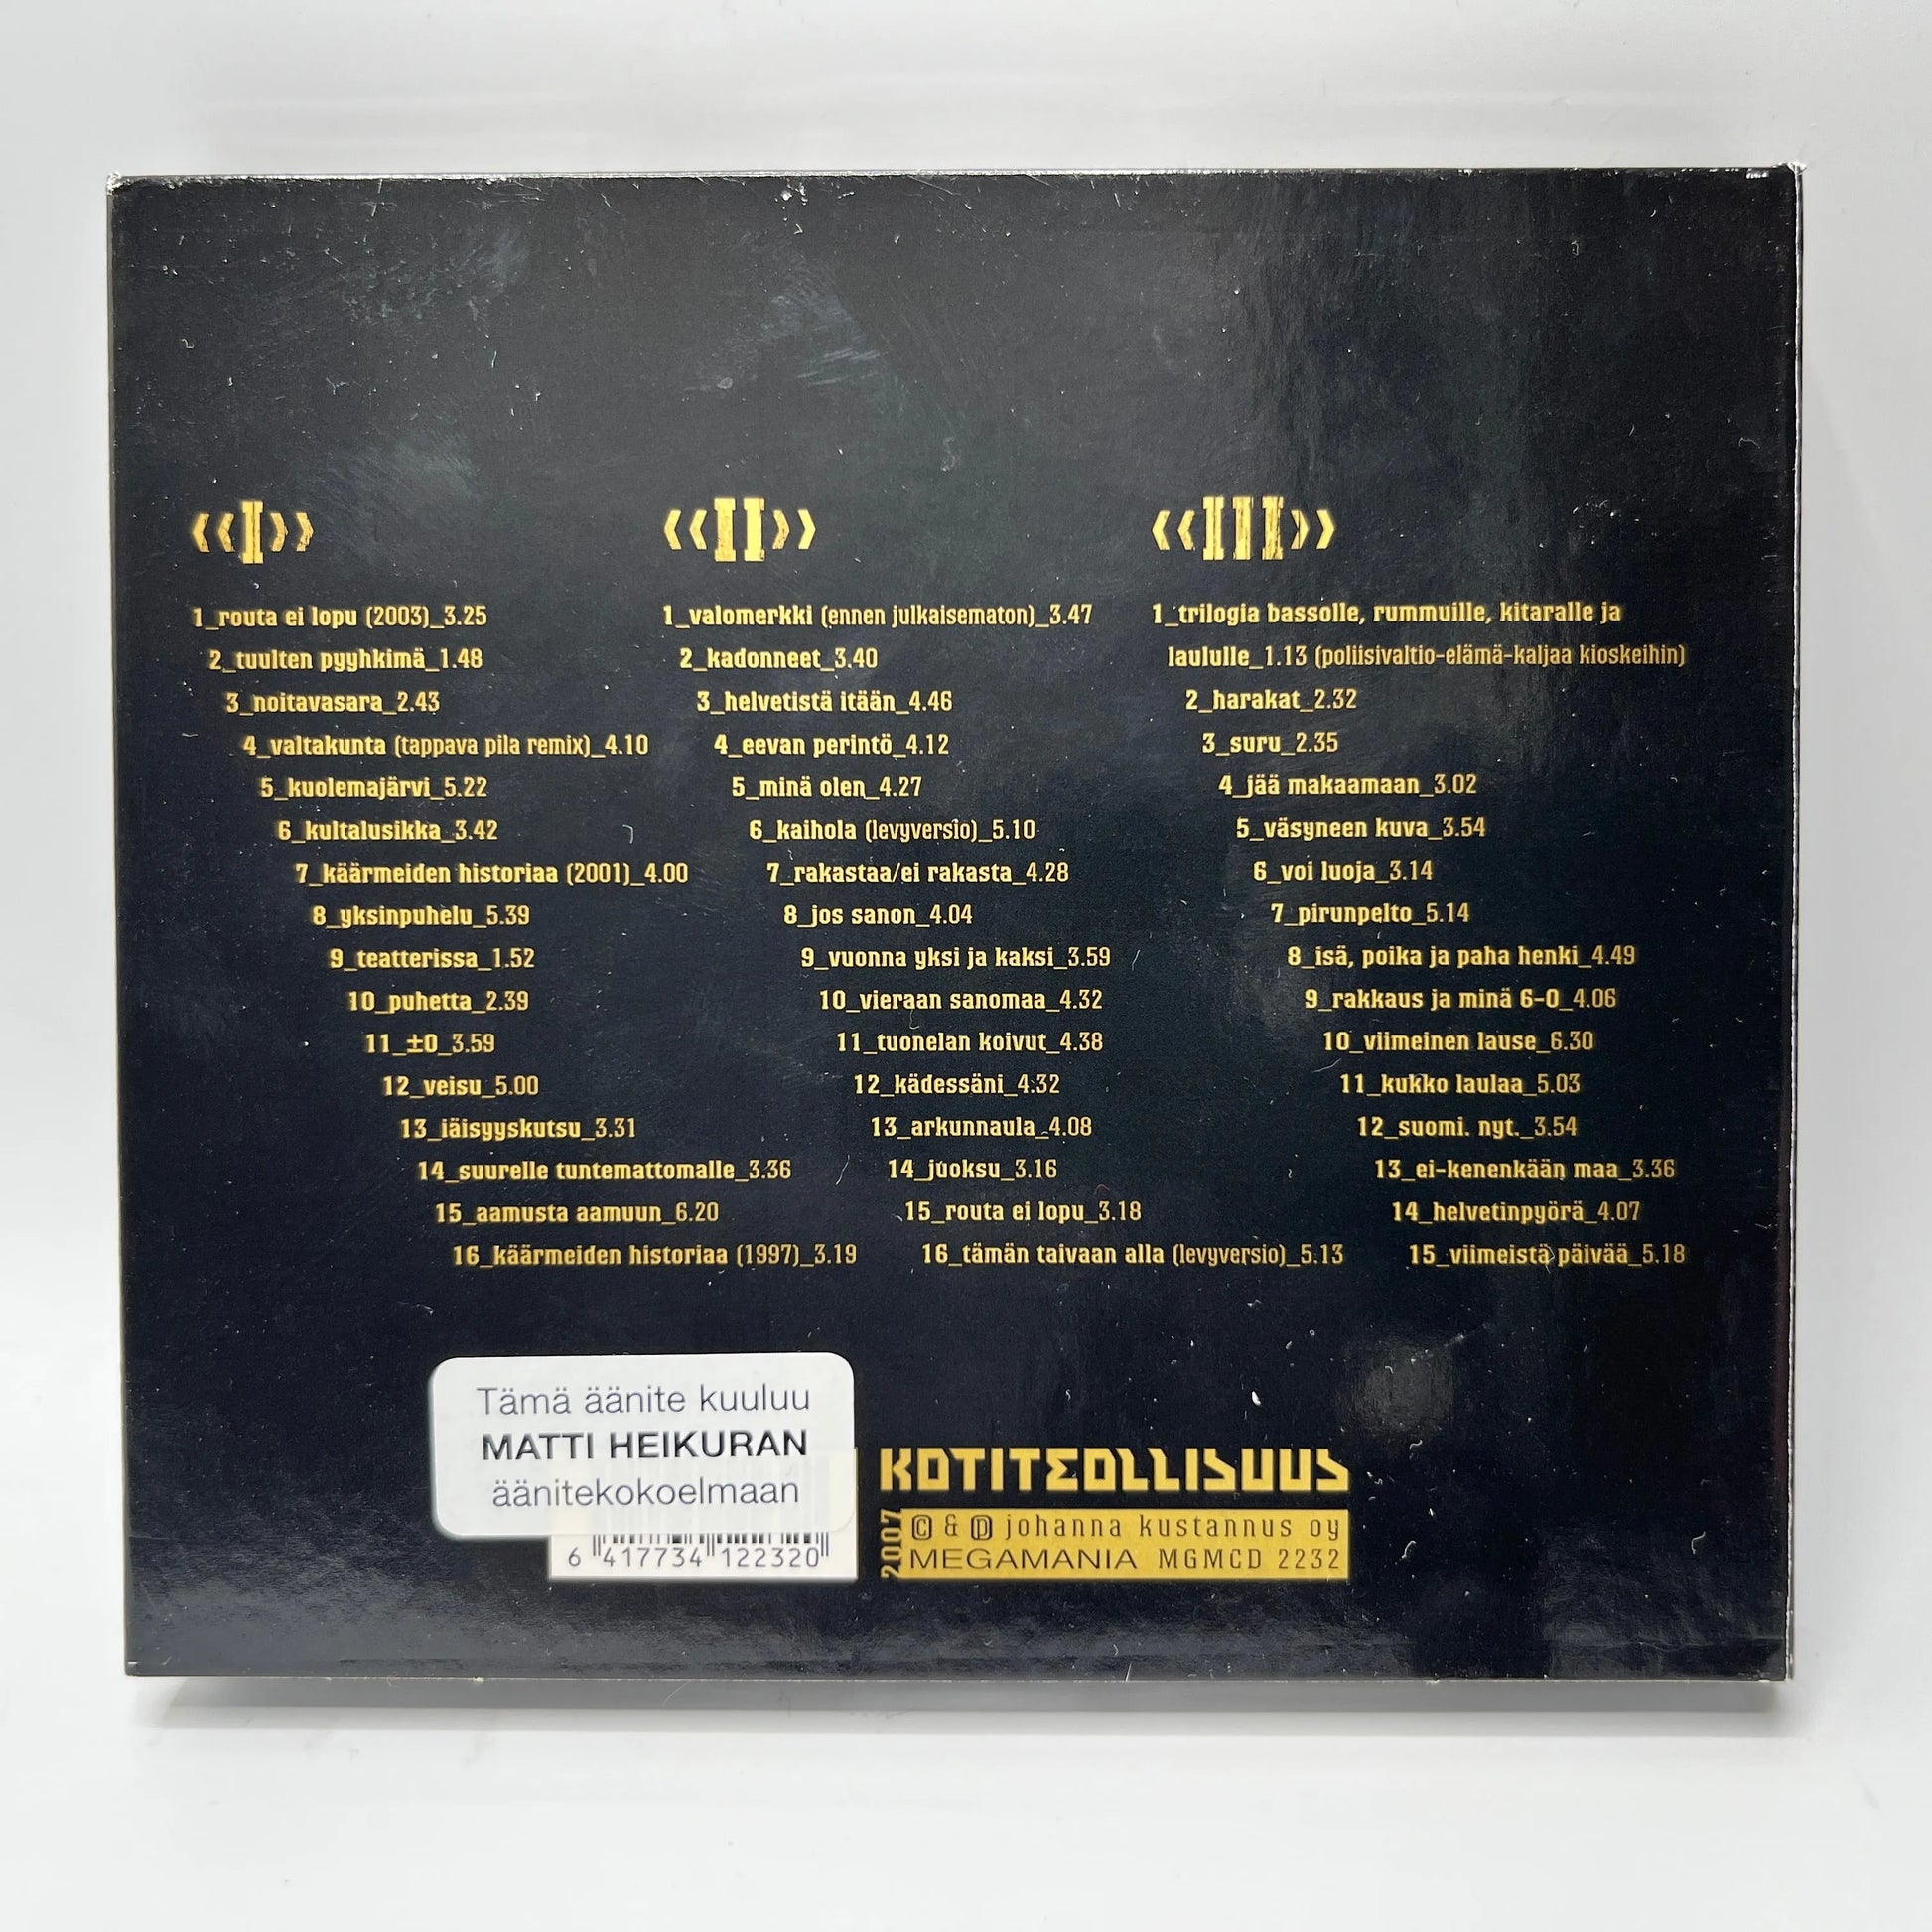 ‹‹I››
1_routa ei lopu (2003)_3.25
2_tuulten pyyhkimä_1.48
3_noitavasara_2.43
4_valtakunta (tappava pila remix)_4.10
5_kuolemajärvi_5.22
6_kultalusikka_3.42
7_käärmeiden historiaa (2001)_4.00
8_yksinpuhelu_5.39
9_teatterissa_1.52
10_puhetta_2.39
11_±0_3.59
12_veisu_5.00
13_iäisyyskutsu_3.31
14_suurelle tuntemattomalle_3.36
15_aamusta aamuun_6.20
16_käärmeiden historiaa (1997)_3.19
‹‹II››
1_valomerkki (ennen julkaisematon)_3.47
2_kadonneet_3.40
3_helvetistä itään_4.46
4_eevan perintö_4.12
5_minä olen_4.27
6_kaihola (levyversio)_5.10
7_rakastaa/ei rakasta_4.28
8_jos sanon_4.04
9_vuonna yksi ja kaksi_3.59
10_vieraan sanomaa_4.32
11_tuonelan koivut_4.38
12_kädessäni_4.32
13_arkunnaula_4.08
14_juoksu_3.16
15_routa ei lopu_3.18
16_tämän taivaan alla (levyversio)_5.13
‹‹III››
1_trilogia bassolle, rummuille, kitaralle ja
laululle_1.13 (poliisivaltio-elämä-kaljaa kioskeihin)
2_harakat_2.32
3_suru_2.35
4_jää makaamaan_3.02
5_väsyneen kuva_3.54
6_voi luoja_3.14
7_pirunpelto_5.14
8_isä, poika ja paha henki_4.49
9_rakkaus ja minä 6-0_4.06
10_viimeinen lause_6.30
11_kukko laulaa_5.03
12_suomi. nyt._3.54
13_ei-kenenkään maa_3.36
14_helvetinpyörä_4.07
15_viimeistä päivää_5.18
Tämä äänite kuuluu
MATTI HEIKURAN
äänitekokoelmaan
6 417734 122320
KOTITEOLLISUUS
2007
© & ℗ johanna kustannus oy
MEGAMANIA MGMCD 2232